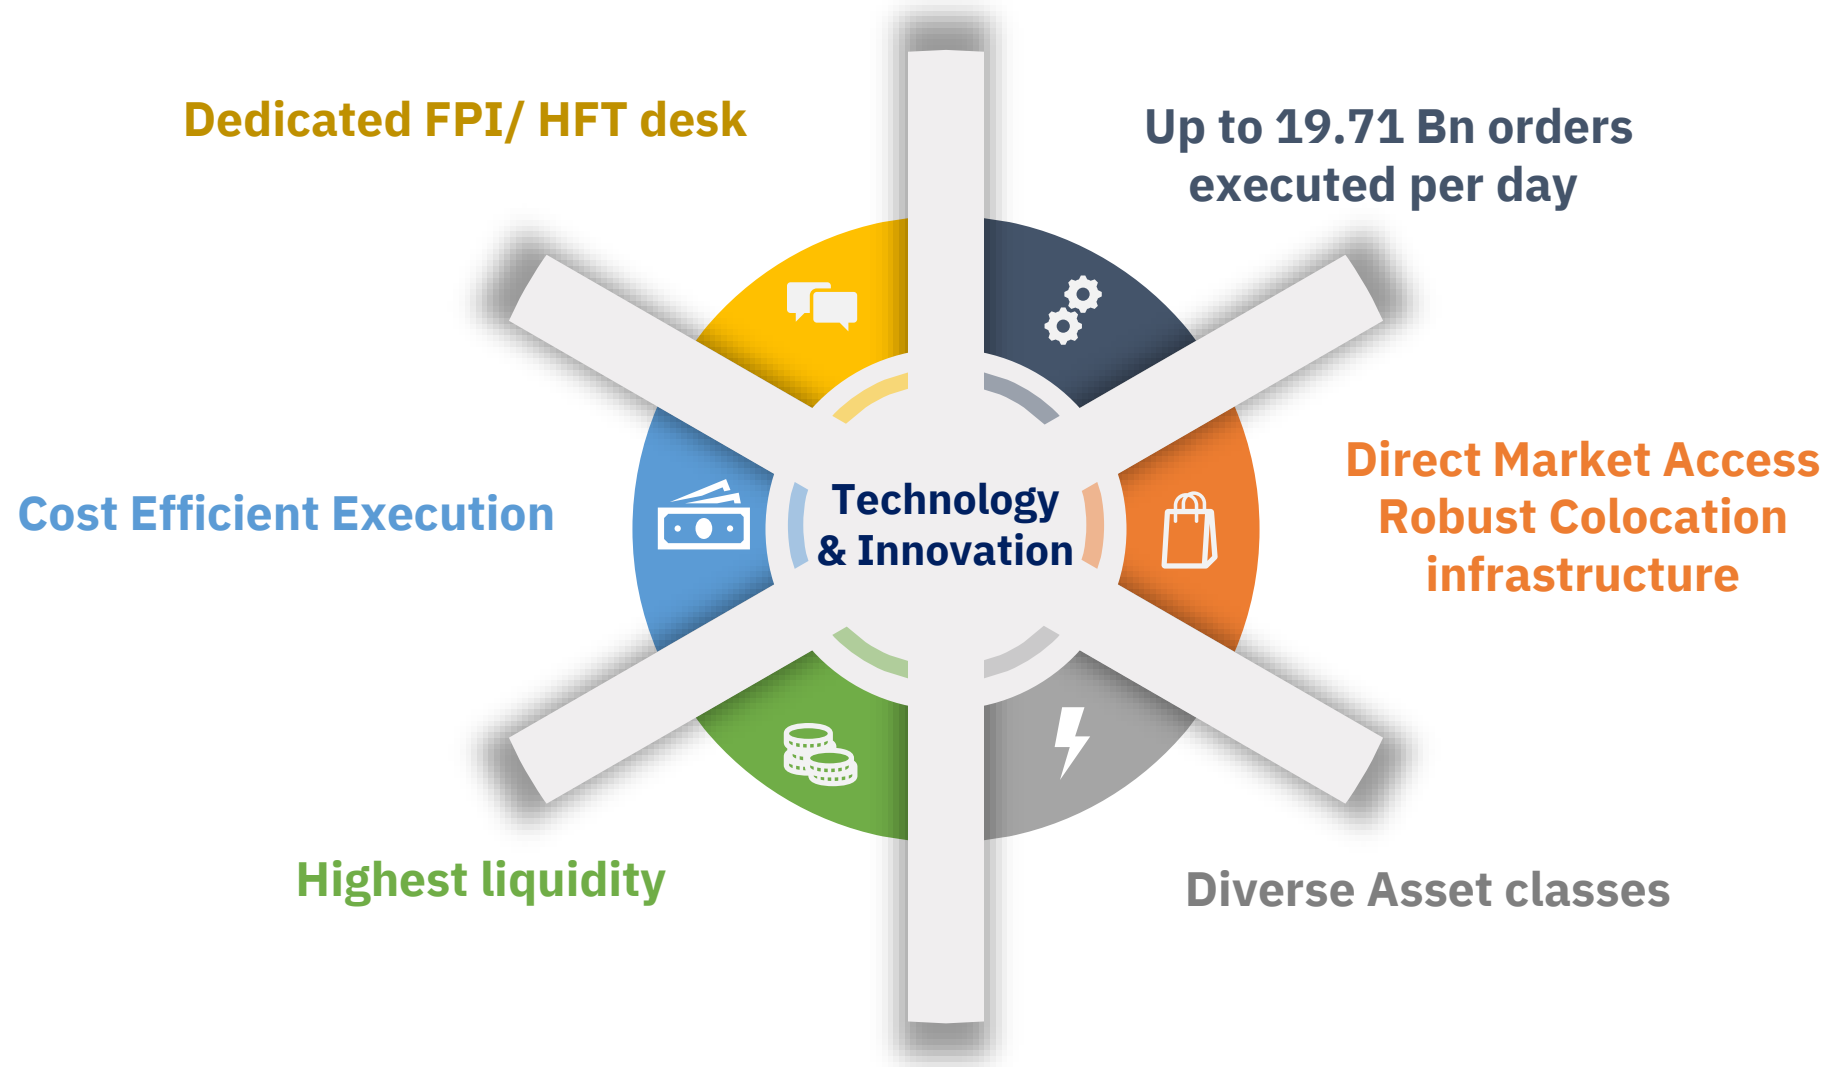 Dedicated FPI/ HFT desk
Up to 19.71 Bn orders
executed per day
Cost Efficient Execution
Technology
& Innovation
Direct Market Access
Robust Colocation
infrastructure
Highest liquidity
Diverse Asset classes